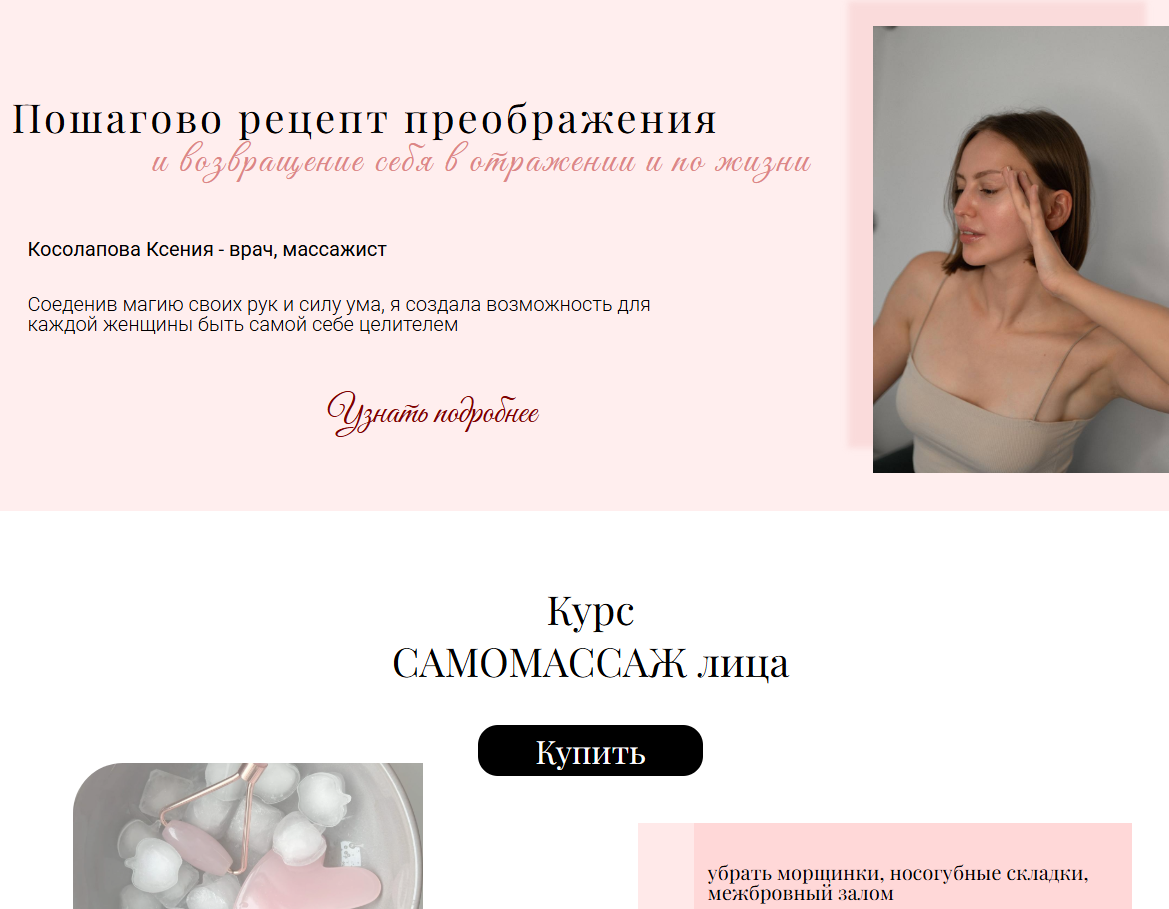 Пошагово рецепт преображения
и возвращение себя в отражении и по жизни
Косолапова Ксения - врач, массажист
Соеденив магию своих рук и силу ума, я создала возможность для
каждой женщины быть самой себе целителем
Узнать подробнее
Курс
САМОМАССАЖ лица
Купить
убрать морщинки, носогубные складки,
межбровный залом